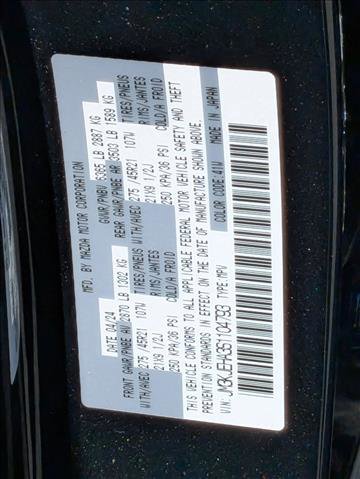 MFD. BY MAZDA MOTOR CORPORATION
DATE 04/24 GVWR/PNBV 6365 LB 2887 KG
FRONT GAWR/PNBE AV 2870 LB 1302 KG REAR GAWR/PNBE AR 3503 LB 1589 KG
WITH/AVEC 275 /45R21 107W TIRES/PNEUS WITH/AVEC 275 /45R21 107W TIRES/PNEUS
21X9 1/2J RIMS/JANTES 21X9 1/2J RIMS/JANTES
250 KPA/36 PSI COLD/A FROID 250 KPA/36 PSI COLD/A FROID
THIS VEHICLE CONFORMS TO ALL APPLICABLE FEDERAL MOTOR VEHICLE SAFETY AND THEFT
PREVENTION STANDARDS IN EFFECT ON THE DATE OF MANUFACTURE SHOWN ABOVE.
VIN: TYPE:MPV COLOR CODE:41W MADE IN JAPAN